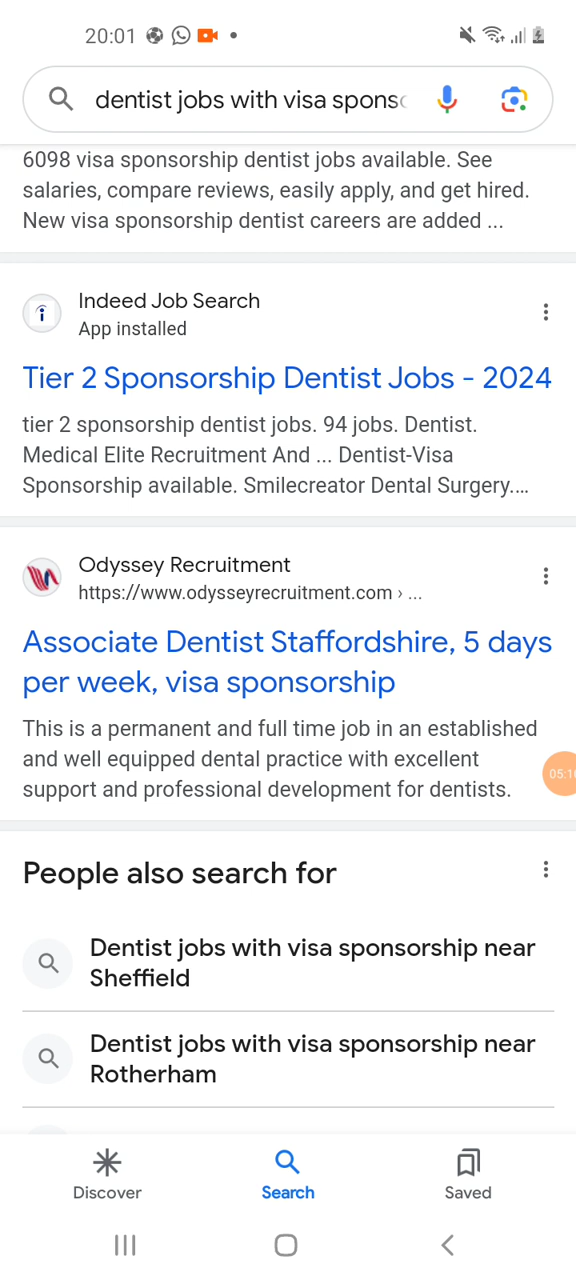 20:01
dentist jobs with visa spons
6098 visa sponsorship dentist jobs available. See
salaries, compare reviews, easily apply, and get hired.
New visa sponsorship dentist careers are added ...
Indeed Job Search
App installed
Tier 2 Sponsorship Dentist Jobs - 2024
tier 2 sponsorship dentist jobs. 94 jobs. Dentist.
Medical Elite Recruitment And ... Dentist-Visa
Sponsorship available. Smilecreator Dental Surgery....
Odyssey Recruitment
https://www.odysseyrecruitment.com › ...
Associate Dentist Staffordshire, 5 days
per week, visa sponsorship
This is a permanent and full time job in an established
and well equipped dental practice with excellent
support and professional development for dentists.
05:1
People also search for
Dentist jobs with visa sponsorship near
Sheffield
Dentist jobs with visa sponsorship near
Rotherham
Discover
Search
Saved